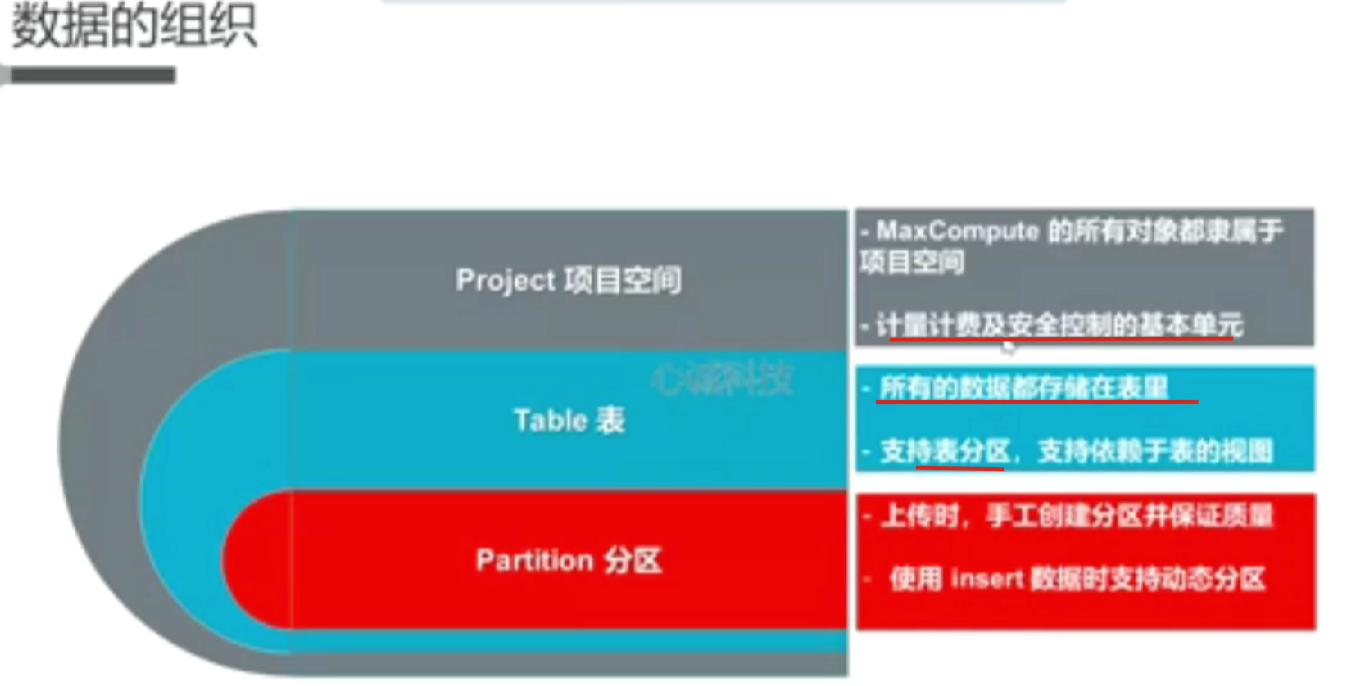 数据的组织
Project 项目空间
- MaxCompute 的所有对象都隶属于
项目空间
- 计量计费及安全控制的基本单元
心诚科技
Table 表
- 所有的数据都存储在表里
- 支持表分区，支持依赖于表的视图
Partition 分区
- 上传时，手工创建分区并保证质量
- 使用 insert 数据时支持动态分区